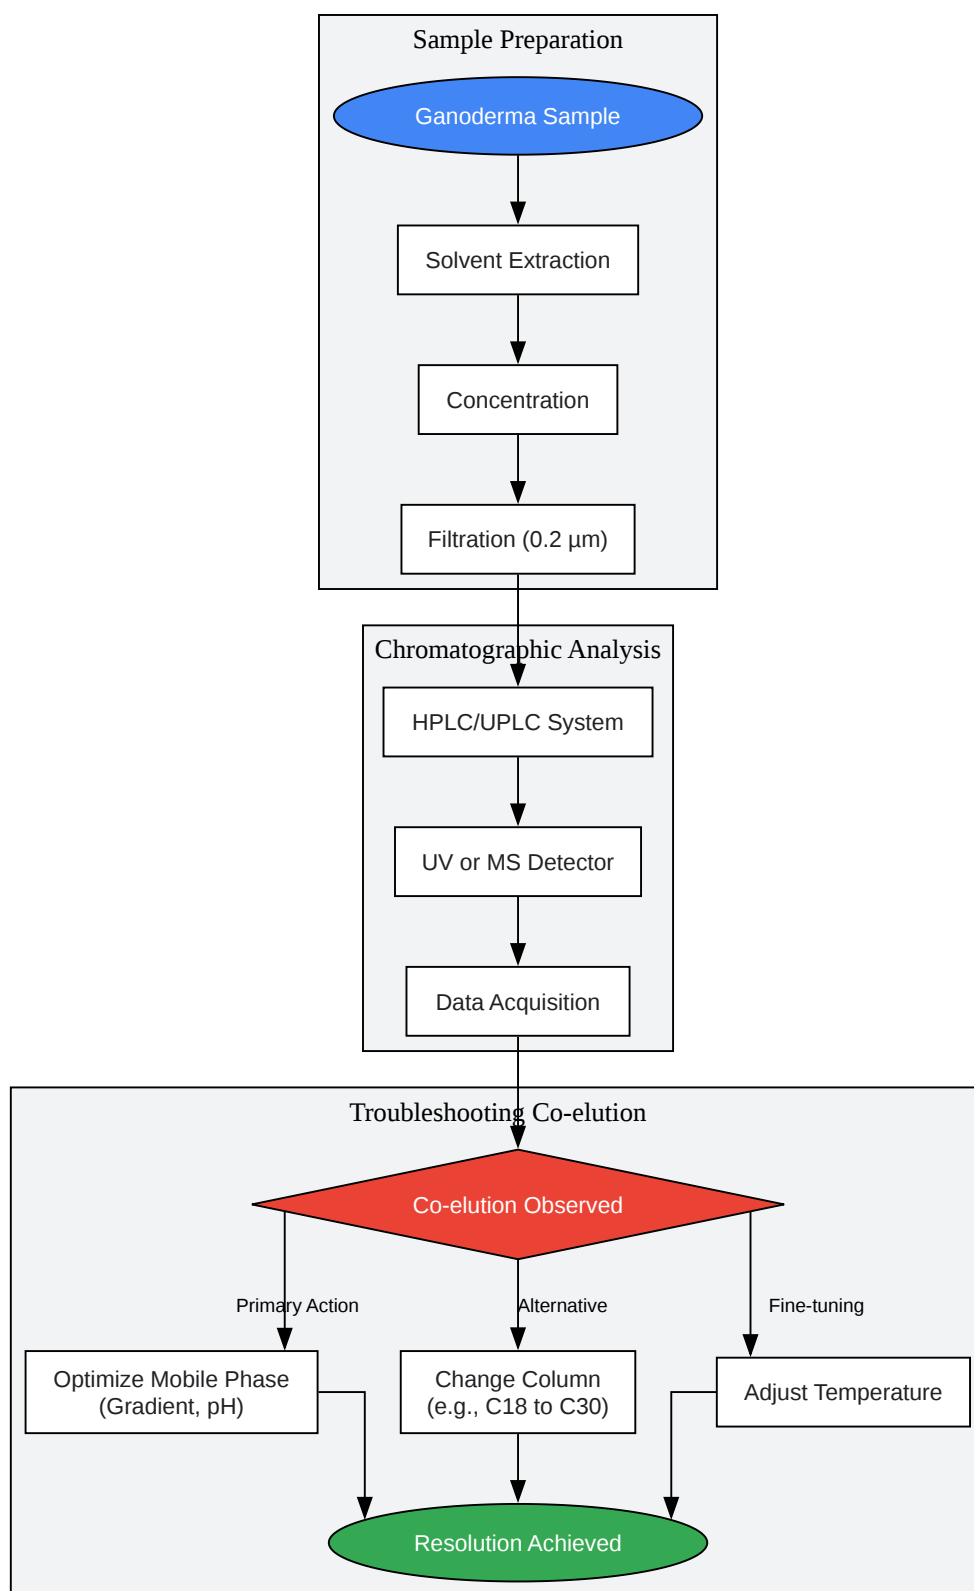 Sample Preparation
Ganoderma Sample
Solvent Extraction
Concentration
Filtration (0.2 µm)
Chromatographic Analysis
HPLC/UPLC System
UV or MS Detector
Data Acquisition
Troubleshooting Co-elution
Co-elution Observed
Primary Action
Alternative
Fine-tuning
Optimize Mobile Phase
(Gradient, pH)
Change Column
(e.g., C18 to C30)
Adjust Temperature
Resolution Achieved